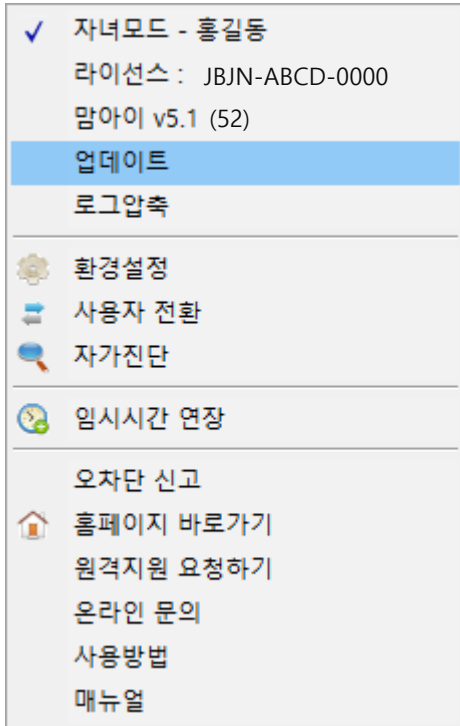 자녀모드 - 홍길동
라이선스 : JBJN-ABCD-0000
맘아이 v5.1 (52)
업데이트
로그압축
환경설정
사용자 전환
자가진단
임시시간 연장
오차단 신고
홈페이지 바로가기
원격지원 요청하기
온라인 문의
사용방법
매뉴얼